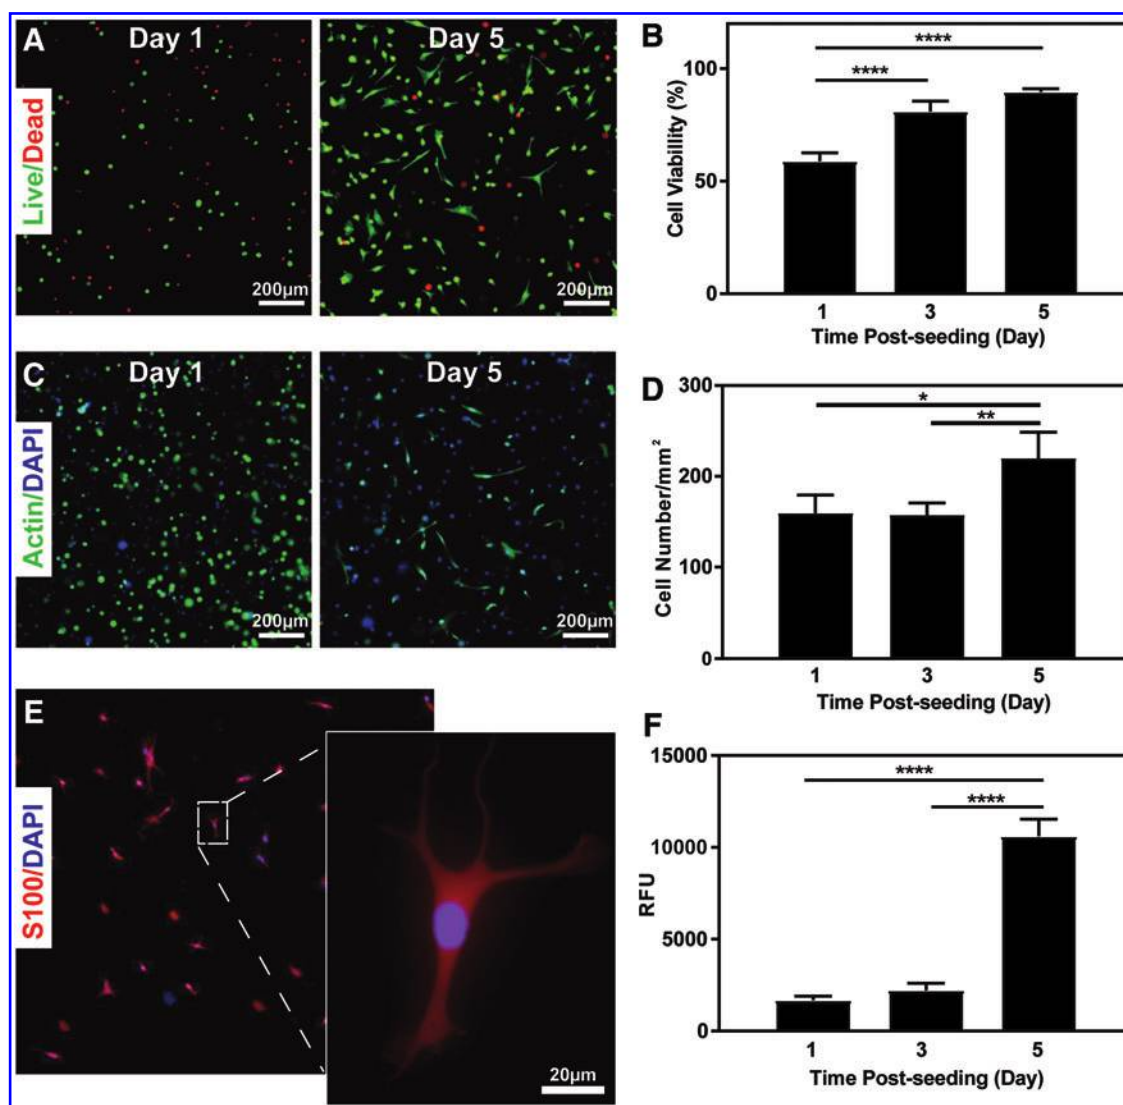 A
Day 1
Day 5
Live/Dead
200μm
200μm
B
****
****
100
50
0
Cell Viabillity (%)
1 3 5
Time Post-seeding (Day)
C
Day 1
Day 5
Actin/DAPI
200μm
200μm
D
*
**
300
200
100
0
Cell Number/mm²
1 3 5
Time Post-seeding (Day)
E
S100/DAPI
20μm
F
****
****
15000
10000
5000
0
RFU
1 3 5
Time Post-seeding (Day)